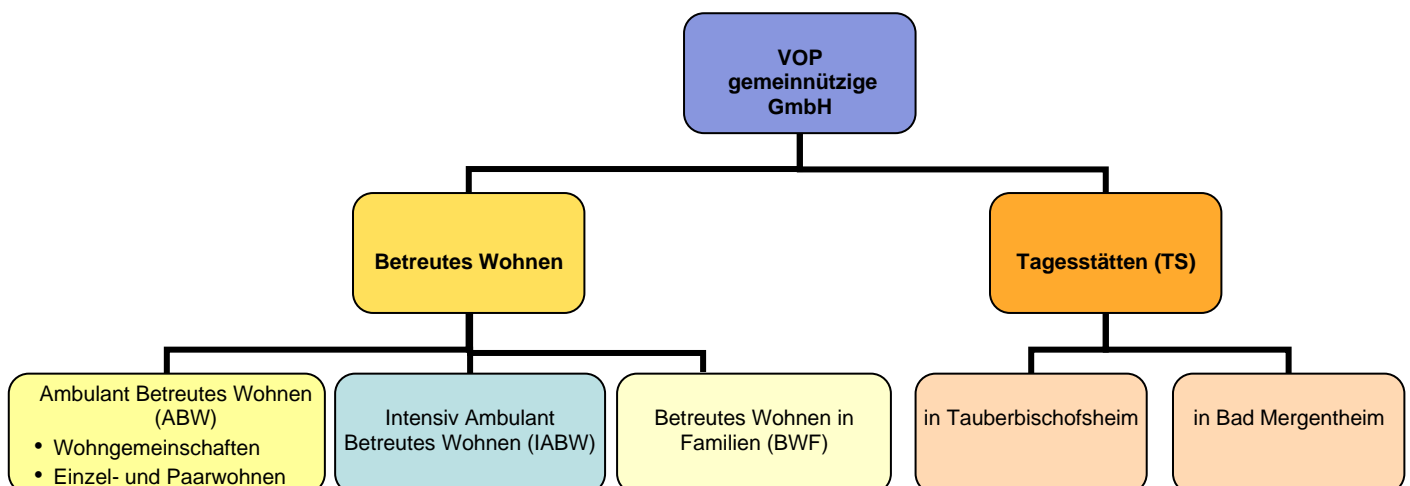 VOP
gemeinnützige
GmbH
Betreutes Wohnen
Tagesstätten (TS)
Ambulant Betreutes Wohnen
(ABW)
• Wohngemeinschaften
• Einzel- und Paarwohnen
Intensiv Ambulant
Betreutes Wohnen (IABW)
Betreutes Wohnen in
Familien (BWF)
in Tauberbischofsheim
in Bad Mergentheim